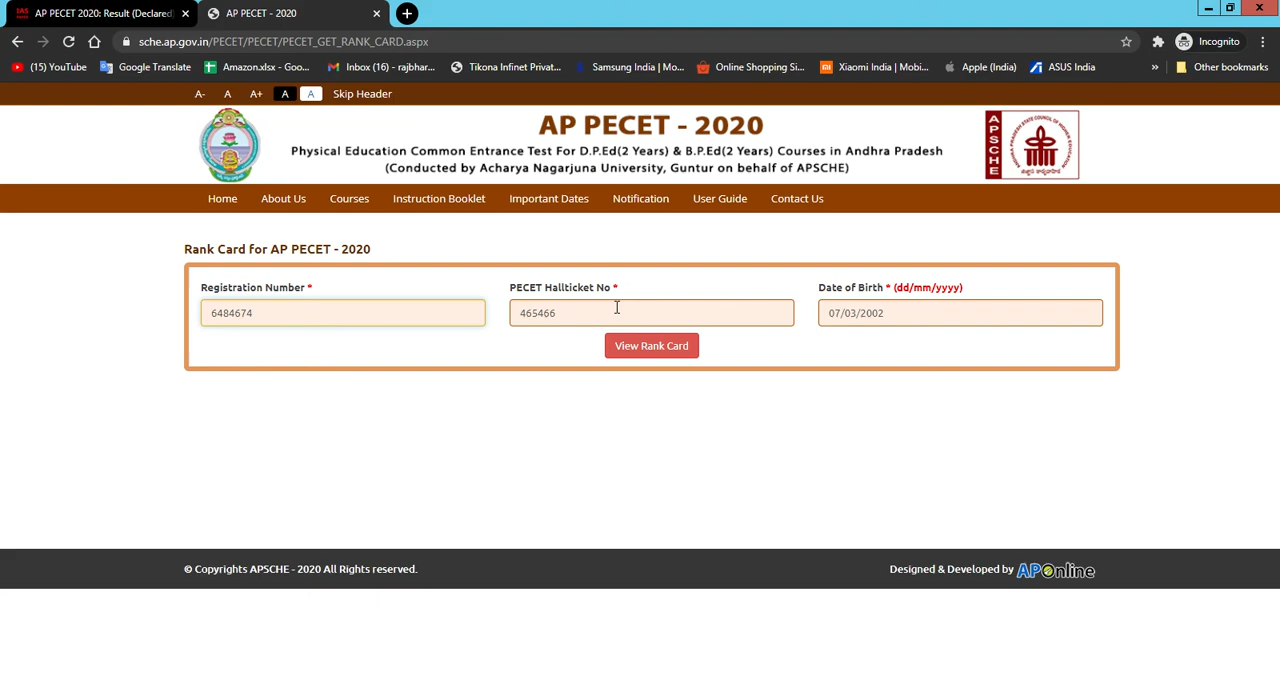 AP PECET 2020: Result (Declared)
AP PECET - 2020
sche.ap.gov.in/PECET/PECET/PECET_GET_RANK_CARD.aspx
Incognito
(15) YouTube
Google Translate
Amazon.xlsx - Goo...
Inbox (16) - rajbhar...
Tikona Infinet Privat...
Samsung India | Mo...
Online Shopping Si...
Xiaomi India | Mobi...
Apple (India)
ASUS India
»
Other bookmarks
A-
A
A+
A
A
Skip Header
AP PECET - 2020
Physical Education Common Entrance Test For D.P.Ed(2 Years) & B.P.Ed(2 Years) Courses in Andhra Pradesh
(Conducted by Acharya Nagarjuna University, Guntur on behalf of APSCHE)
APSCHE
Home
About Us
Courses
Instruction Booklet
Important Dates
Notification
User Guide
Contact Us
Rank Card for AP PECET - 2020
Registration Number *
PECET Hallticket No *
Date of Birth * (dd/mm/yyyy)
6484674
465466
07/03/2002
View Rank Card
© Copyrights APSCHE - 2020 All Rights reserved.
Designed & Developed by APOnline